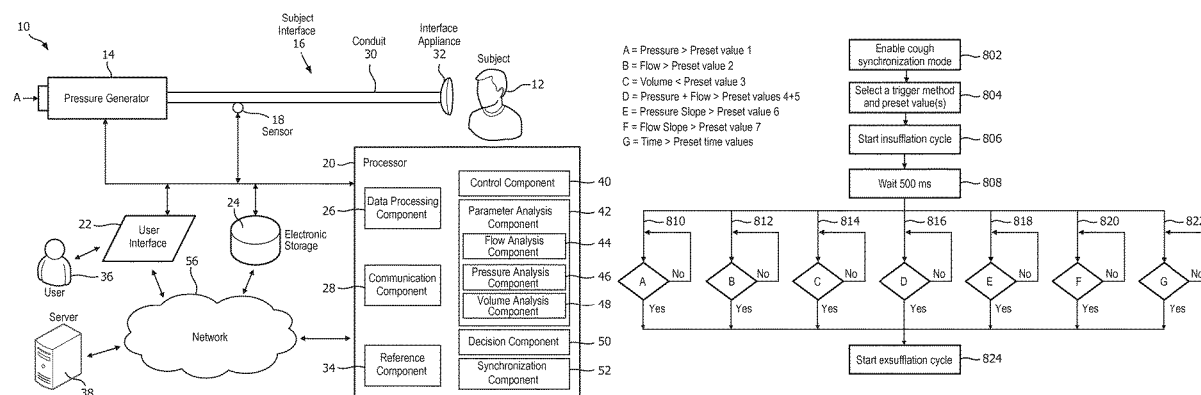 10
14
Pressure Generator
A
Subject
Interface
16
Conduit
30
Interface
Appliance
32
Subject
12
18
Sensor
20
Processor
22
User
Interface
24
Electronic
Storage
36
User
56
Network
Server
38
26
Data Processing
Component
28
Communication
Component
34
Reference
Component
Control Component
40
Parameter Analysis
Component
42
Flow Analysis
Component
44
Pressure Analysis
Component
46
Volume Analysis
Component
48
Decision Component
50
Synchronization
Component
52
A = Pressure > Preset value 1
B = Flow > Preset value 2
C = Volume < Preset value 3
D = Pressure + Flow > Preset values 4+5
E = Pressure Slope > Preset value 6
F = Flow Slope > Preset value 7
G = Time > Preset time values
Enable cough
synchronization mode
802
Select a trigger method
and preset value(s)
804
Start insufflation cycle
806
Wait 500 ms
808
810 812 814 816 818 820 822
A No B No C No D No E No F No G No
Yes Yes Yes Yes Yes Yes Yes
Start exsufflation cycle
824